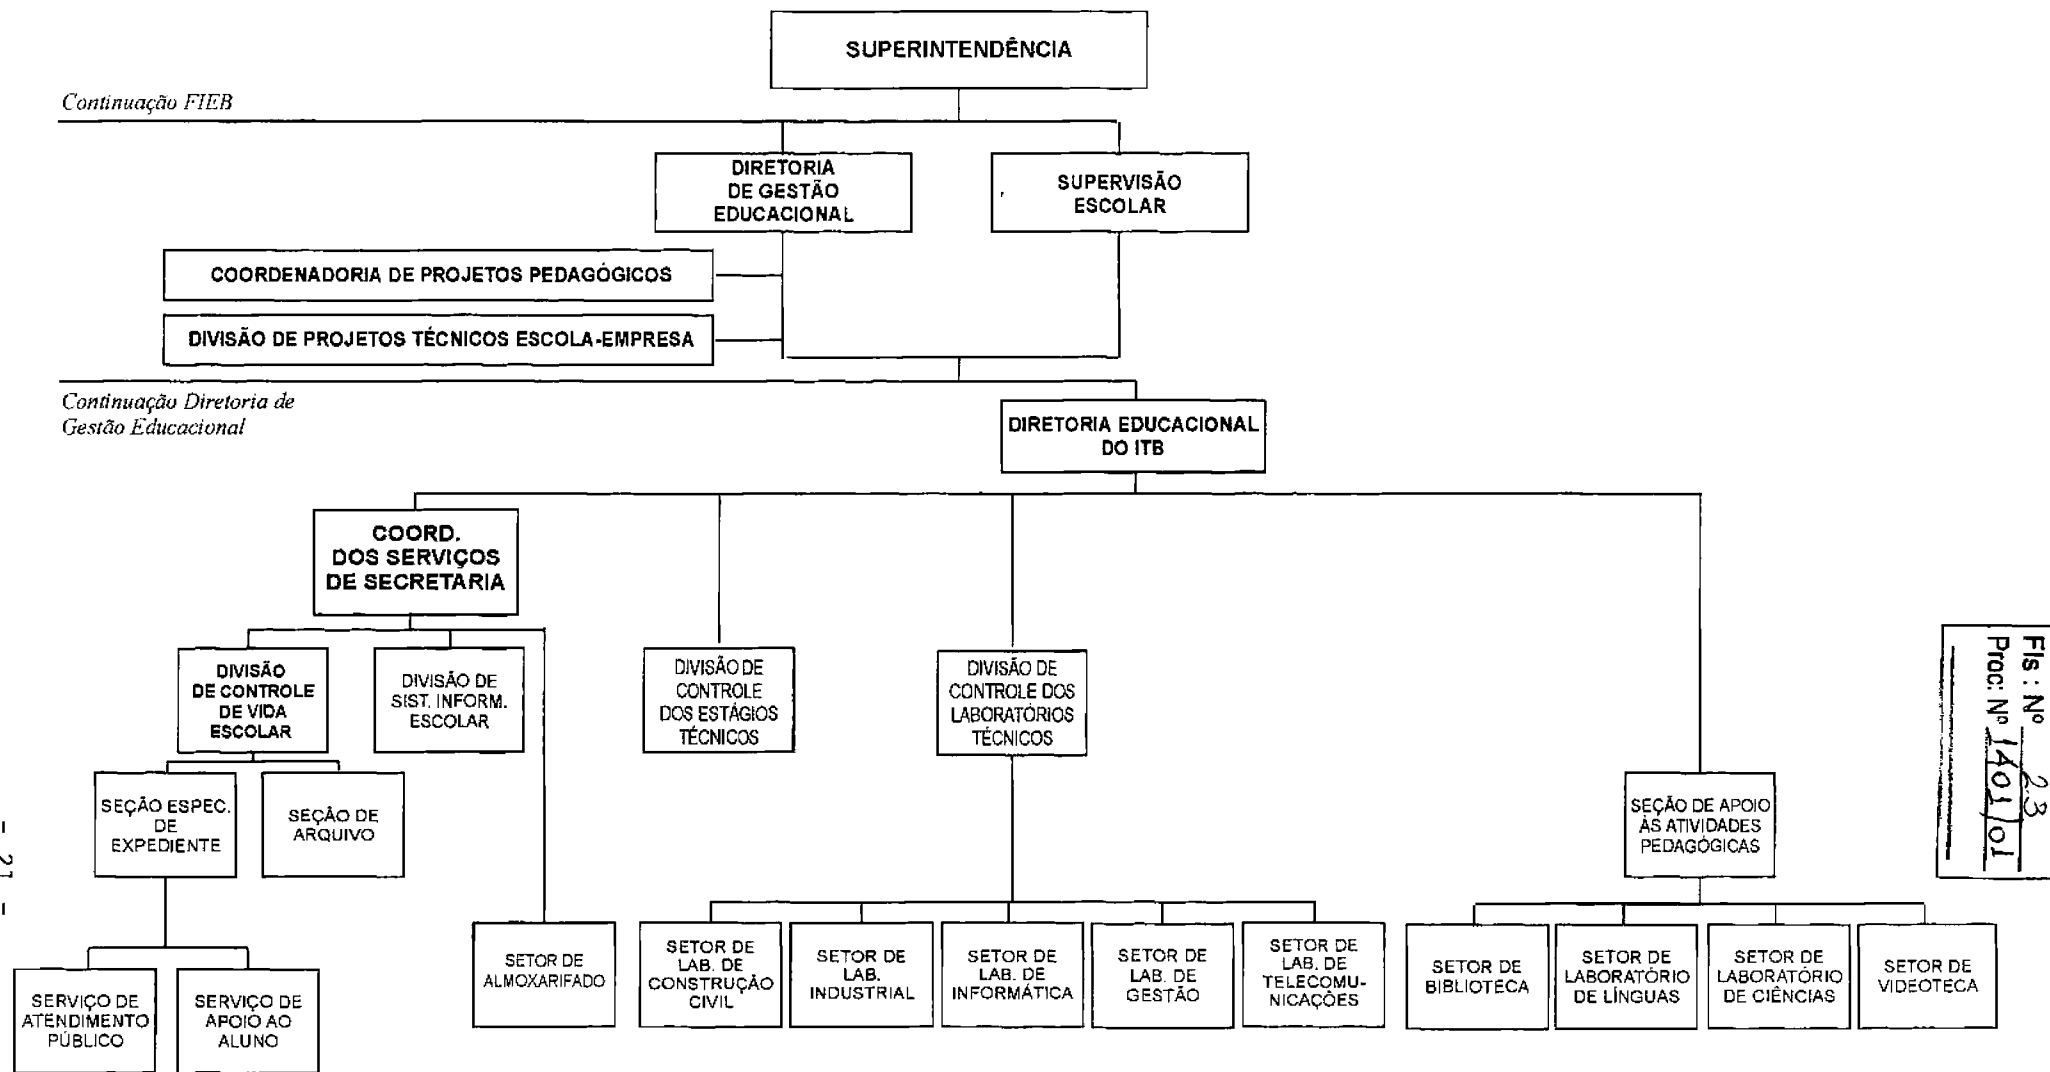 SUPERINTENDÊNCIA
Continuação FIEB
DIRETORIA
DE GESTÃO
EDUCACIONAL
SUPERVISÃO
ESCOLAR
COORDENADORIA DE PROJETOS PEDAGÓGICOS
DIVISÃO DE PROJETOS TÉCNICOS ESCOLA-EMPRESA
Continuação Diretoria de
Gestão Educacional
DIRETORIA EDUCACIONAL
DO ITB
COORD.
DOS SERVIÇOS
DE SECRETARIA
DIVISÃO
DE CONTROLE
DE VIDA
ESCOLAR
DIVISÃO DE
SIST. INFORM.
ESCOLAR
DIVISÃO DE
CONTROLE
DOS ESTÁGIOS
TÉCNICOS
DIVISÃO DE
CONTROLE DOS
LABORATÓRIOS
TÉCNICOS
SEÇÃO ESPEC.
DE
EXPEDIENTE
SEÇÃO DE
ARQUIVO
SEÇÃO DE APOIO
ÀS ATIVIDADES
PEDAGÓGICAS
SERVIÇO DE
ATENDIMENTO
PÚBLICO
SERVIÇO DE
APOIO AO
ALUNO
SETOR DE
ALMOXARIFADO
SETOR DE
LAB. DE
CONSTRUÇÃO
CIVIL
SETOR DE
LAB.
INDUSTRIAL
SETOR DE
LAB. DE
INFORMÁTICA
SETOR DE
LAB. DE
GESTÃO
SETOR DE
LAB. DE
TELECOMU-
NICAÇÕES
SETOR DE
BIBLIOTECA
SETOR DE
LABORATÓRIO
DE LÍNGUAS
SETOR DE
LABORATÓRIO
DE CIÊNCIAS
SETOR DE
VIDEOTECA
Fls: Nº 23
Proc: Nº 1401/01
- 21 -